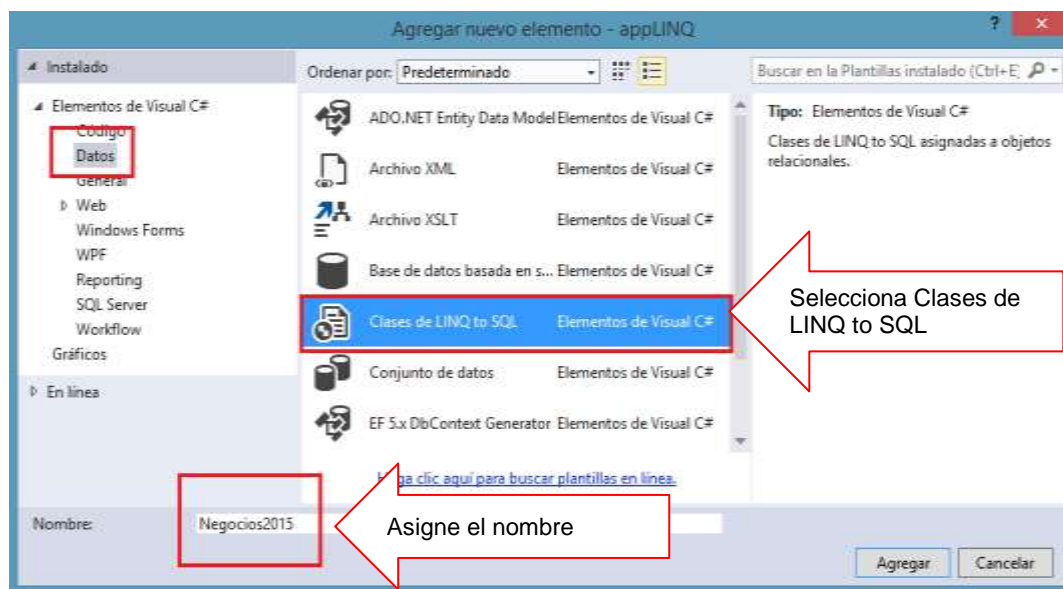 Agregar nuevo elemento - appLINQ
? ×
Instalado
Ordenar por: Predeterminado
Buscar en la Plantillas instalado (Ctrl+E)
Elementos de Visual C#
Código
Datos
General
Web
Windows Forms
WPF
Reporting
SQL Server
Workflow
Gráficos
En línea
ADO.NET Entity Data Model Elementos de Visual C#
Archivo XML Elementos de Visual C#
Archivo XSLT Elementos de Visual C#
Base de datos basada en s... Elementos de Visual C#
Clases de LINQ to SQL Elementos de Visual C#
Conjunto de datos Elementos de Visual C#
EF 5.x DbContext Generator Elementos de Visual C#
clic aquí para buscar plantillas en línea.
Tipo: Elementos de Visual C#
Clases de LINQ to SQL asignadas a objetos
relacionales.
Selecciona Clases de
LINQ to SQL
Nombre: Negocios2015
Asigne el nombre
Agregar Cancelar